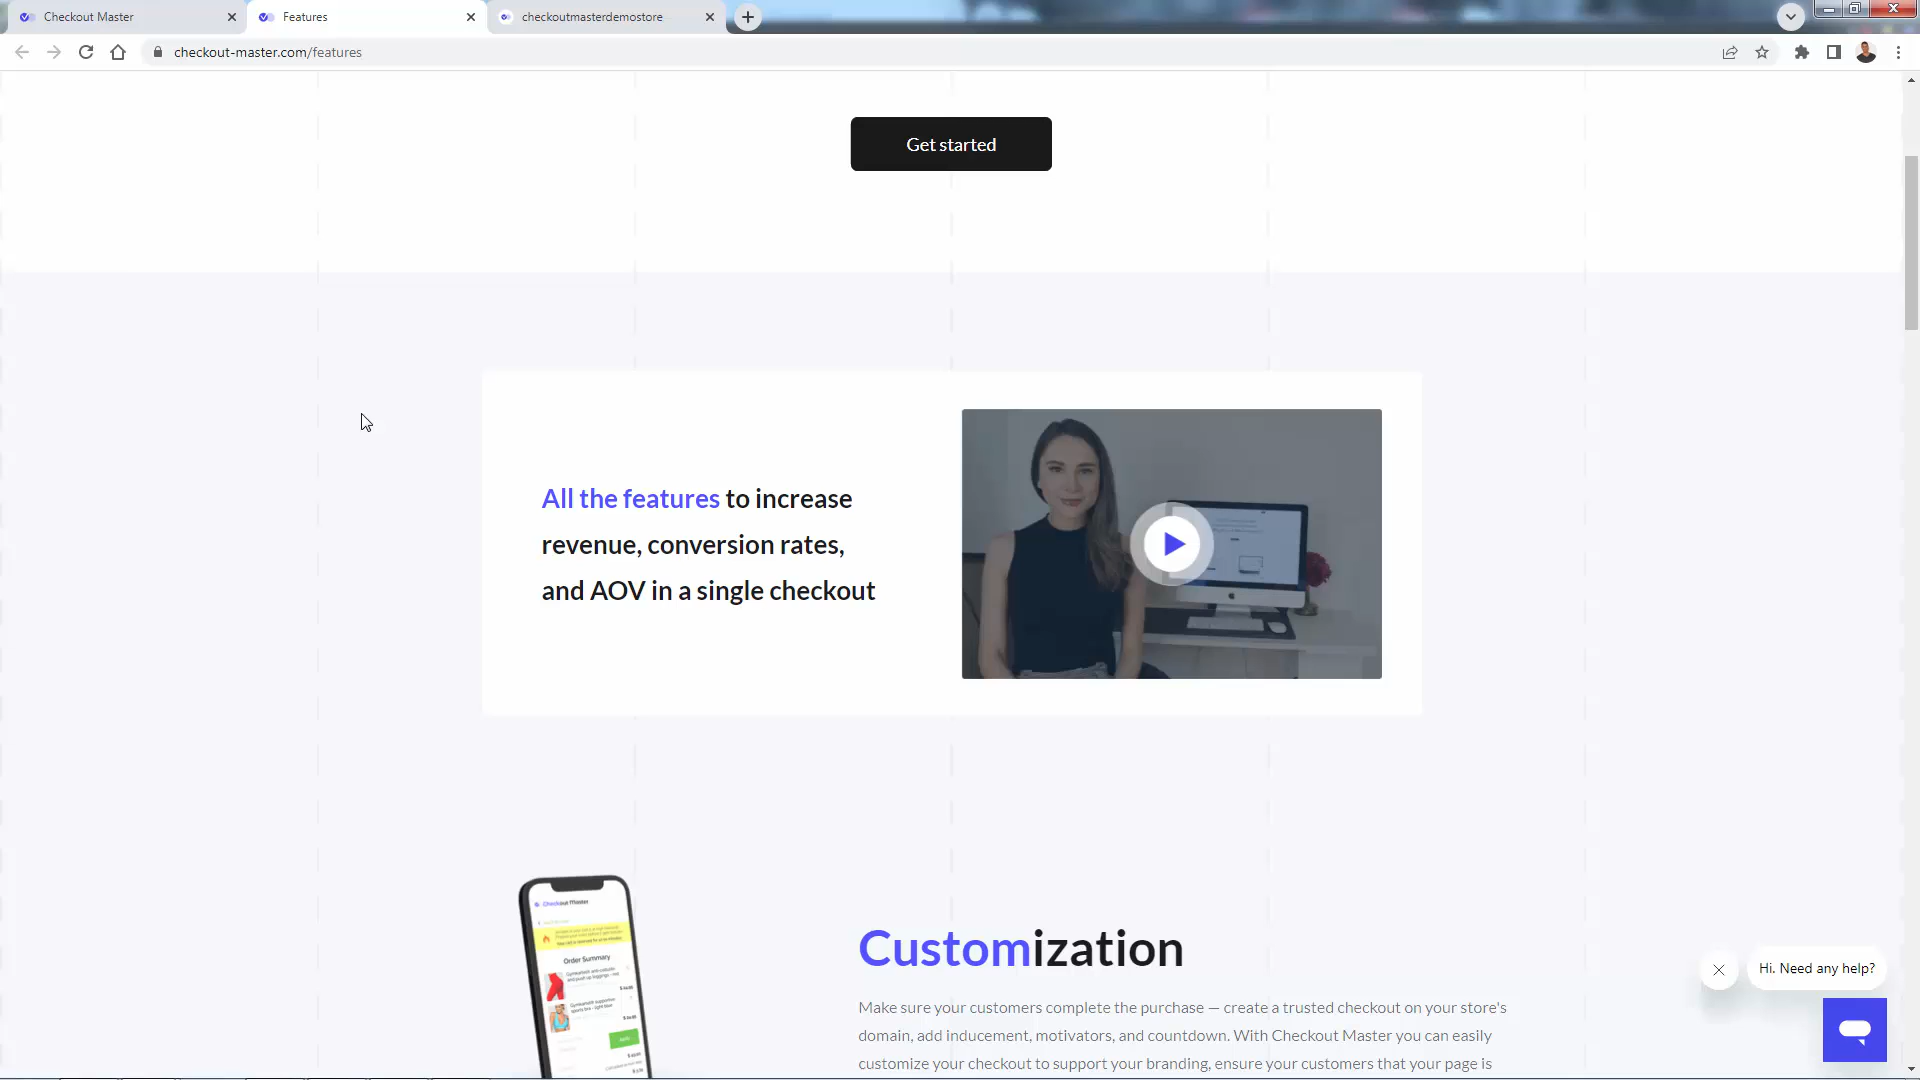 Checkout Master
Features
checkoutmasterdemostore
checkout-master.com/features
Get started
All the features to increase
revenue, conversion rates,
and AOV in a single checkout
Checkout Master
Order Summary
Customization
Make sure your customers complete the purchase — create a trusted checkout on your store's
domain, add inducement, motivators, and countdown. With Checkout Master you can easily
customize your checkout to support your branding, ensure your customers that your page is
Hi. Need any help?